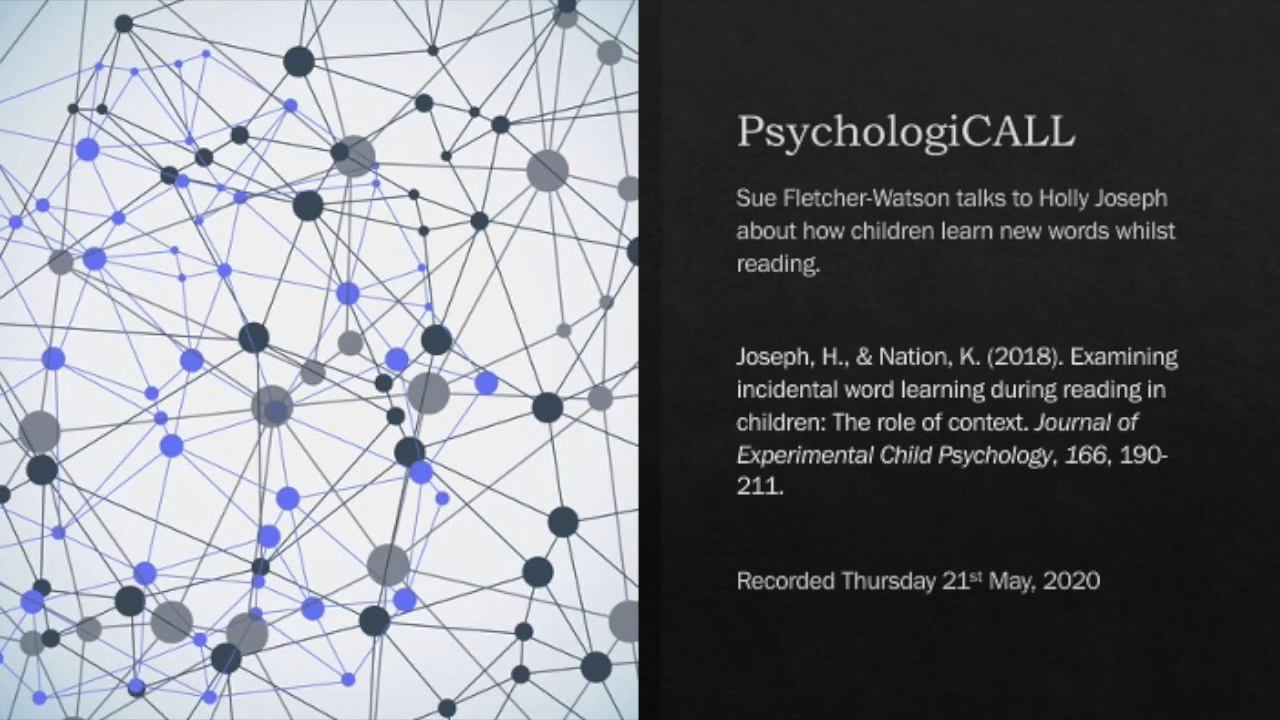 PsychologiCALL
Sue Fletcher-Watson talks to Holly Joseph
about how children learn new words whilst
reading.
Joseph, H., & Nation, K. (2018). Examining
incidental word learning during reading in
children: The role of context. Journal of
Experimental Child Psychology, 166, 190-
211.
Recorded Thursday 21st May, 2020